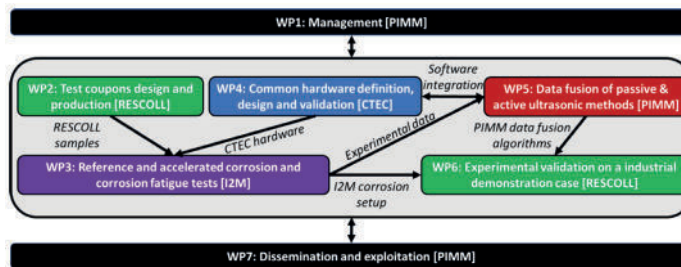 WP1: Management [PIMM]
WP2: Test coupons design and
production [RESCOLL]
WP4: Common hardware definition,
design and validation [CTEC]
Software
integration
WP5: Data fusion of passive &
active ultrasonic methods [PIMM]
RESCOLL
samples
CTEC hardware
Experimental data
PIMM data fusion
algorithms
WP3: Reference and accelerated corrosion and
corrosion fatigue tests [I2M]
I2M corrosion
setup
WP6: Experimental validation on a industrial
demonstration case [RESCOLL]
WP7: Dissemination and exploitation [PIMM]